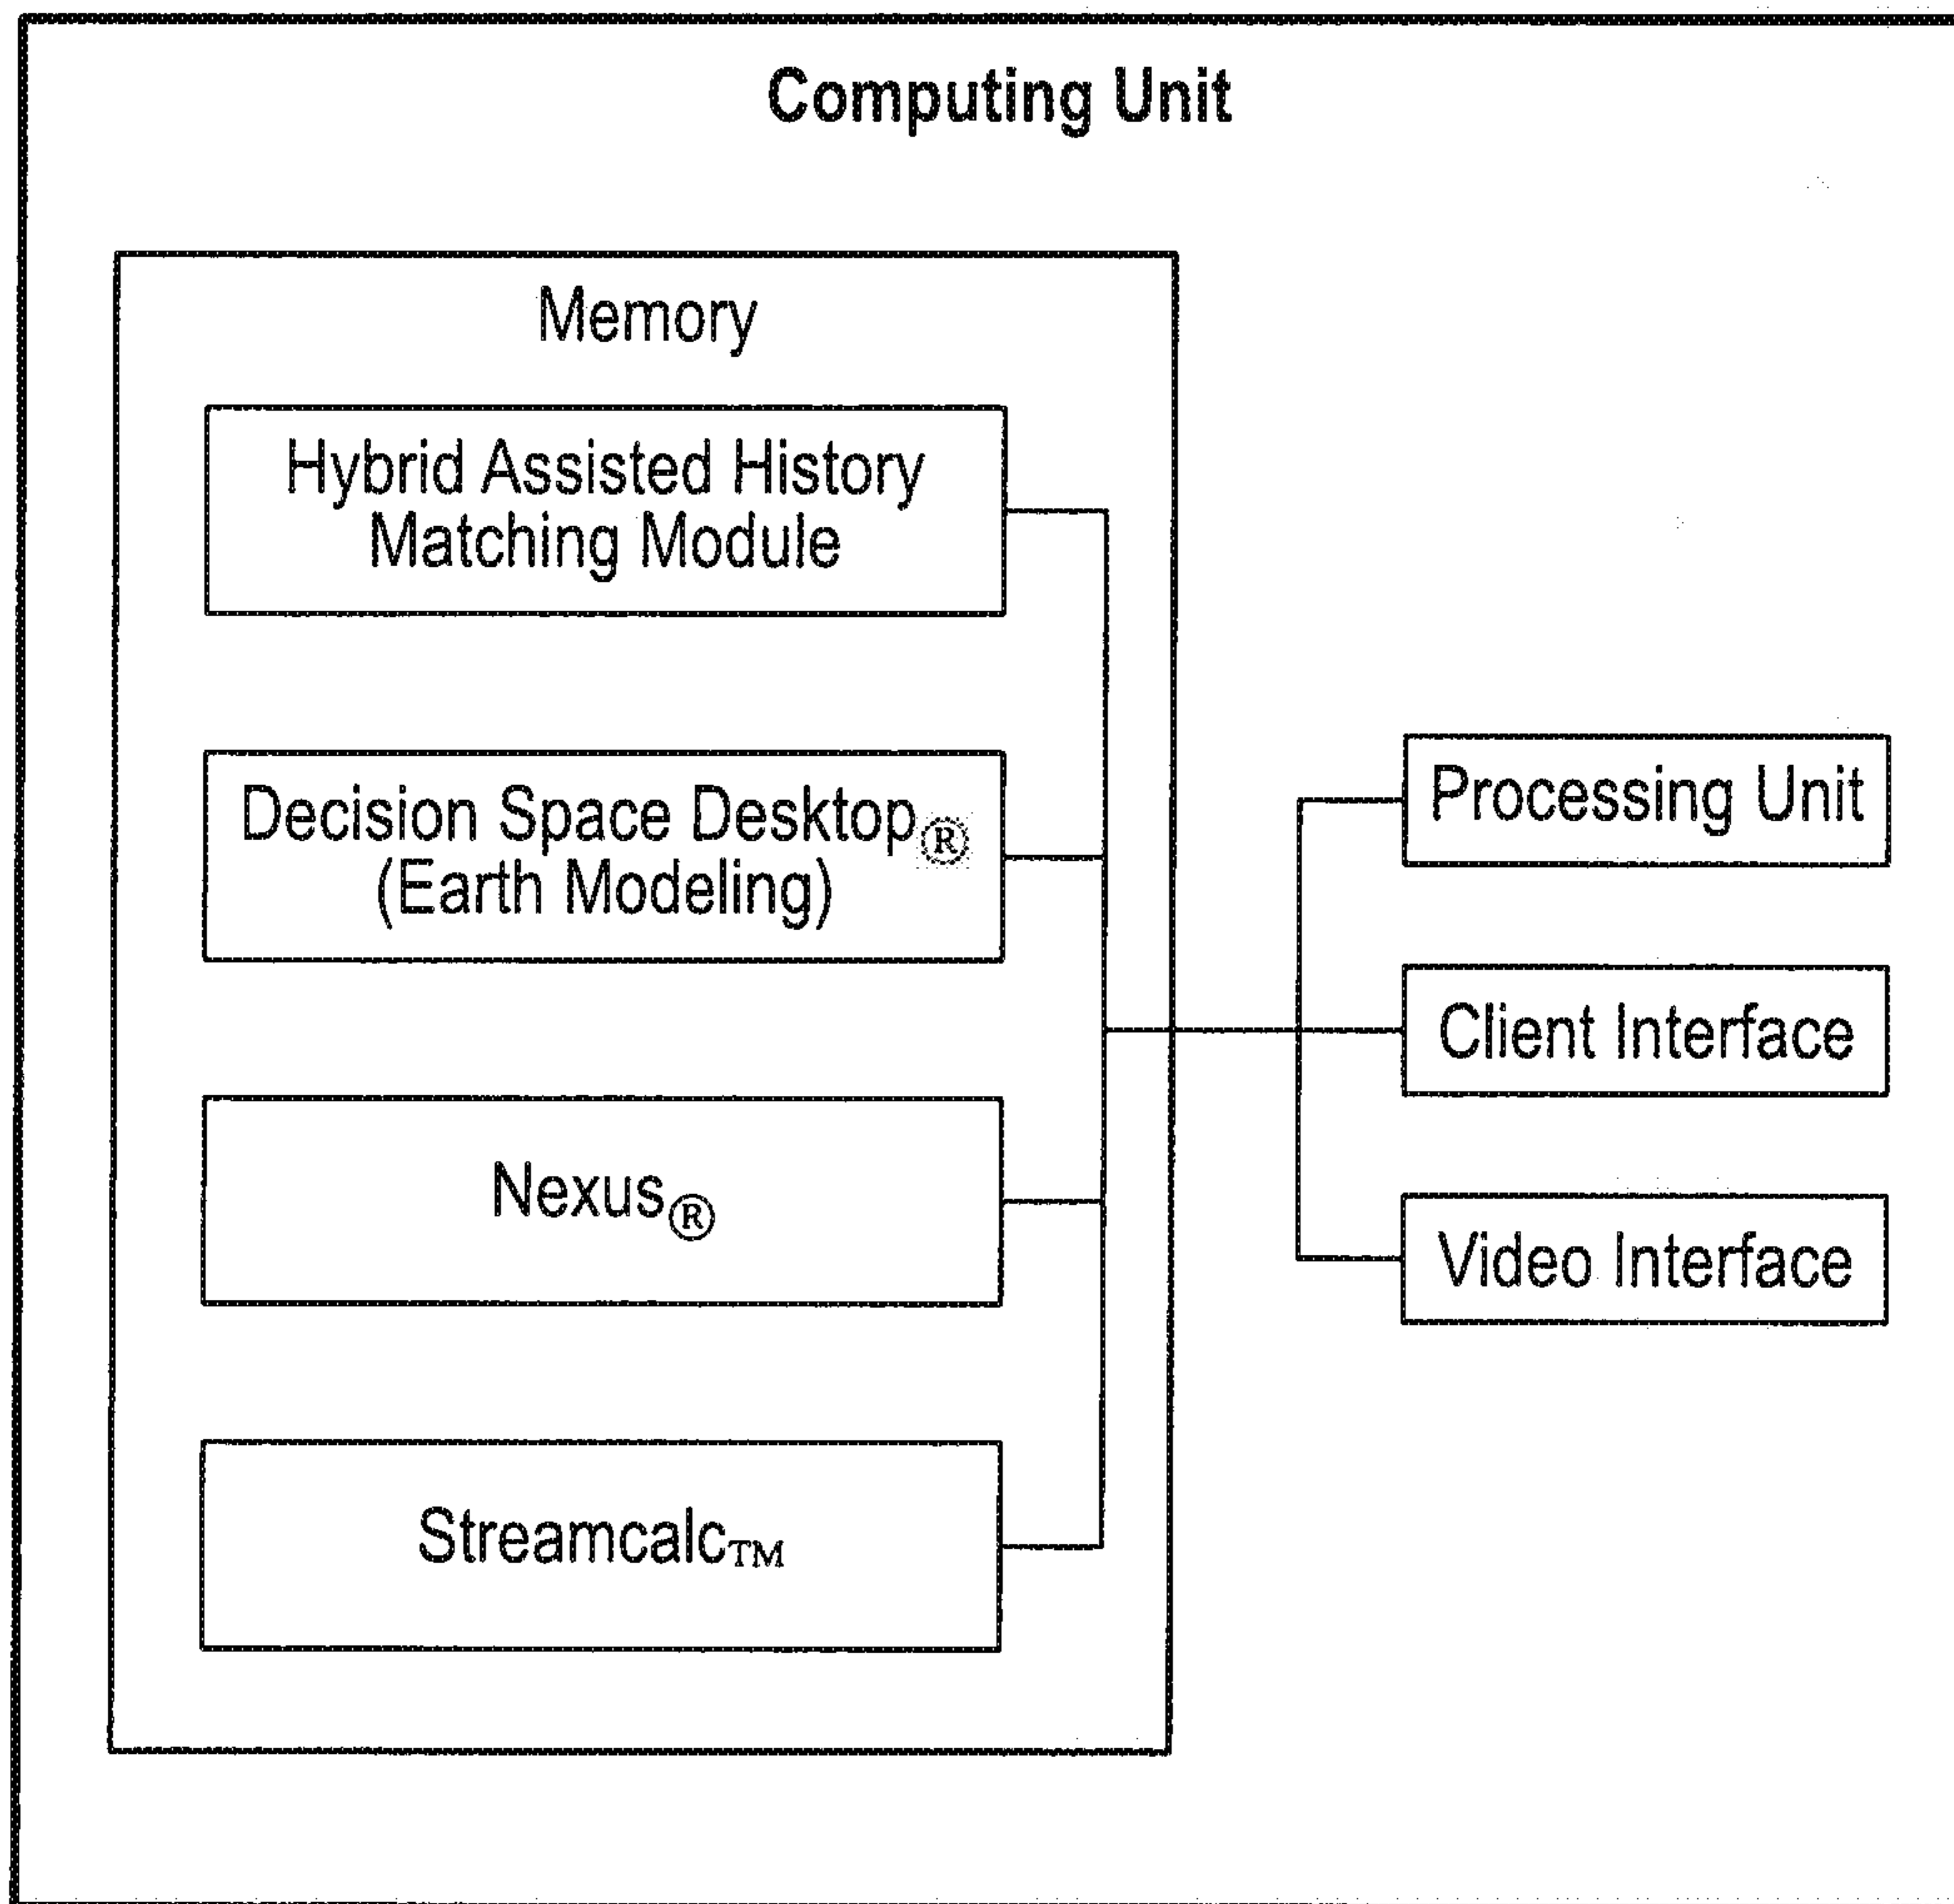 Computing Unit
Memory
Hybrid Assisted History
Matching Module
Decision Space Desktop®
(Earth Modeling)
Nexus®
Streamcalc™
Processing Unit
Client Interface
Video Interface